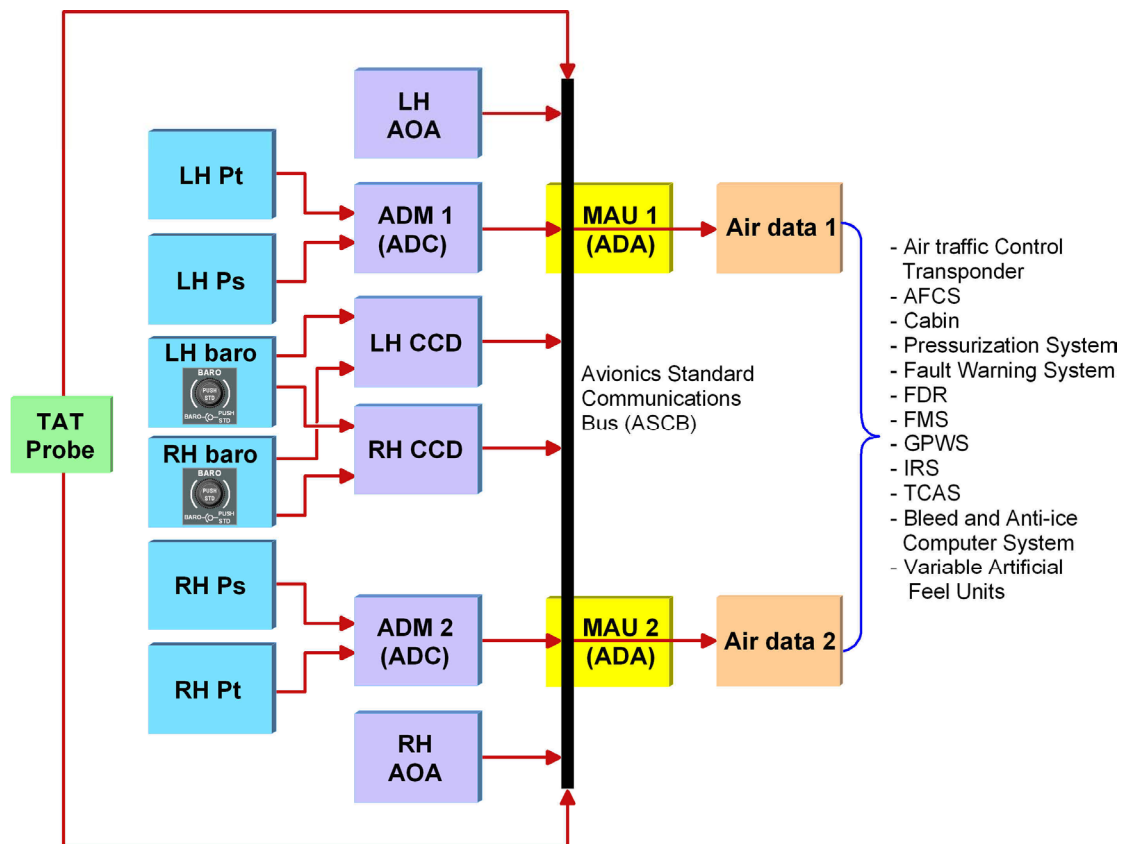 LH
AOA
LH Pt
ADM 1
(ADC)
MAU 1
(ADA)
Air data 1
LH Ps
- Air traffic Control
Transponder
- AFCS
- Cabin
- Pressurization System
- Fault Warning System
- FDR
- FMS
- GPWS
- IRS
- TCAS
- Bleed and Anti-ice
Computer System
- Variable Artificial
Feel Units
LH baro
BARO
PUSH
STD
BARO PUSH
STD
LH CCD
Avionics Standard
Communications
Bus (ASCB)
TAT
Probe
RH baro
BARO
PUSH
STD
BARO PUSH
STD
RH CCD
RH Ps
ADM 2
(ADC)
MAU 2
(ADA)
Air data 2
RH Pt
RH
AOA